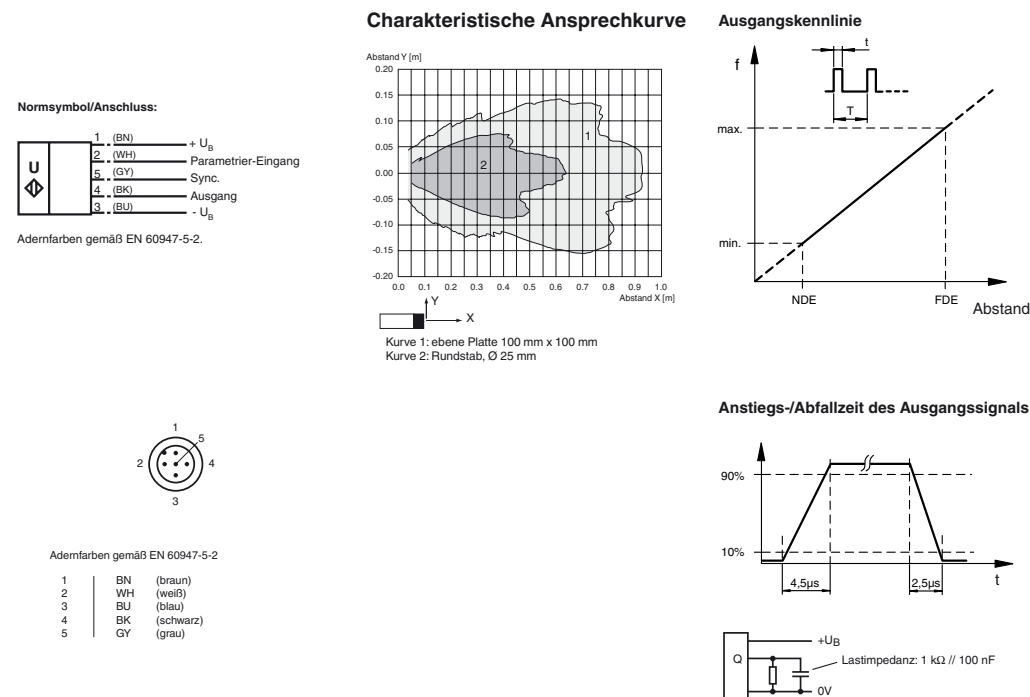 Normsymbol/Anschluss:
U
1 (BN) + UB
2 (WH) Parametrier-Eingang
5 (GY) Sync.
4 (BK) Ausgang
3 (BU) - UB
Adernfarben gemäß EN 60947-5-2.
Charakteristische Ansprechkurve
Abstand Y [m]
0.20
0.15
0.10
0.05
0.00
-0.05
-0.10
-0.15
-0.20
1
2
0.0 0.1 0.2 0.3 0.4 0.5 0.6 0.7 0.8 0.9 1.0
Abstand X [m]
Y
X
Kurve 1: ebene Platte 100 mm x 100 mm
Kurve 2: Rundstab, Ø 25 mm
Ausgangskennlinie
f
t
T
max.
min.
NDE FDE
Abstand
1
5
2 4
3
Adernfarben gemäß EN 60947-5-2
1 BN (braun)
2 WH (weiß)
3 BU (blau)
4 BK (schwarz)
5 GY (grau)
Anstiegs-/Abfallzeit des Ausgangssignals
90%
10%
4,5µs 2,5µs
t
+UB
Q
Lastimpedanz: 1 kΩ // 100 nF
0V